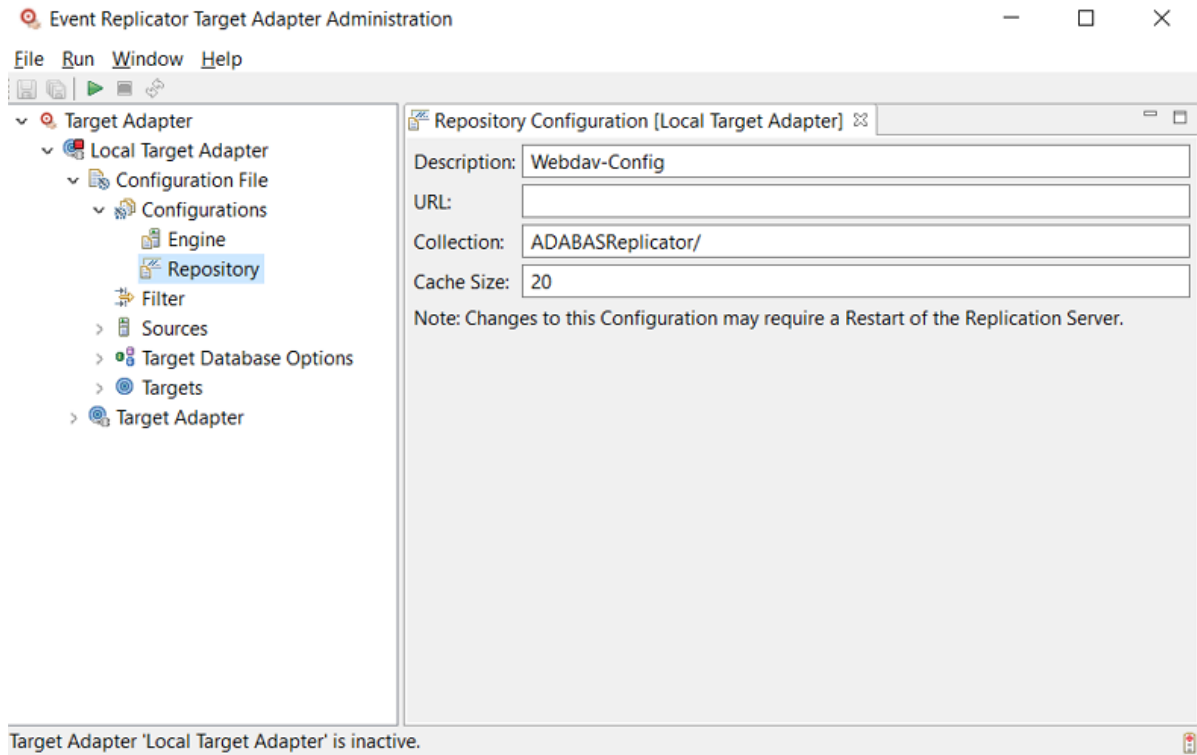 Event Replicator Target Adapter Administration
File Run Window Help
Target Adapter
Local Target Adapter
Configuration File
Configurations
Engine
Repository
Filter
Sources
Target Database Options
Targets
Target Adapter
Repository Configuration [Local Target Adapter]
Description: Webdav-Config
URL:
Collection: ADABASReplicator/
Cache Size: 20
Note: Changes to this Configuration may require a Restart of the Replication Server.
Target Adapter 'Local Target Adapter' is inactive.